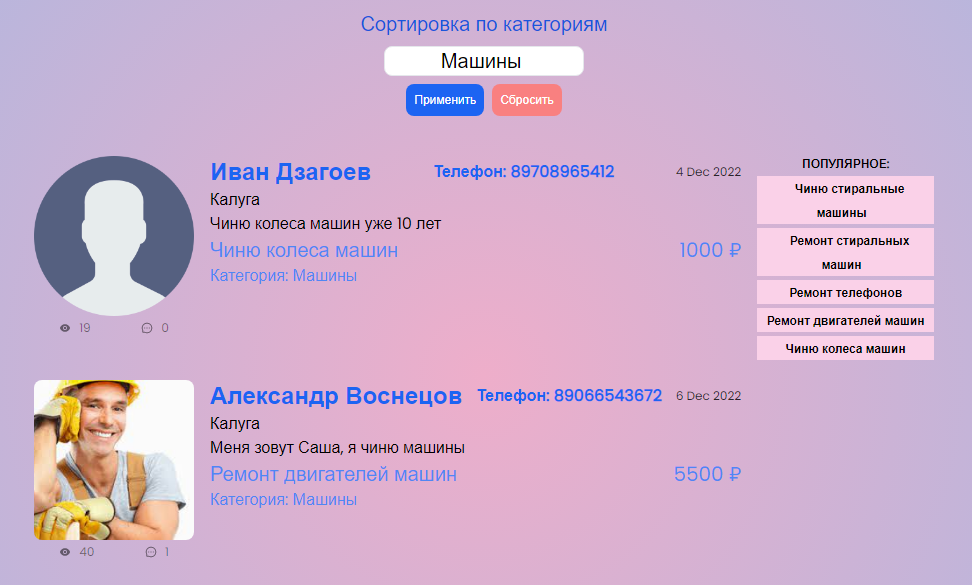 Сортировка по категориям
Машины
Применить Сбросить
Иван Дзагоев Телефон: 89708965412 4 Dec 2022
Калуга
Чиню колеса машин уже 10 лет
Чиню колеса машин 1000 ₽
Категория: Машины
19 0
Александр Воснецов Телефон: 89066543672 6 Dec 2022
Калуга
Меня зовут Саша, я чиню машины
Ремонт двигателей машин 5500 ₽
Категория: Машины
40 1
ПОПУЛЯРНОЕ:
Чиню стиральные
машины
Ремонт стиральных
машин
Ремонт телефонов
Ремонт двигателей машин
Чиню колеса машин